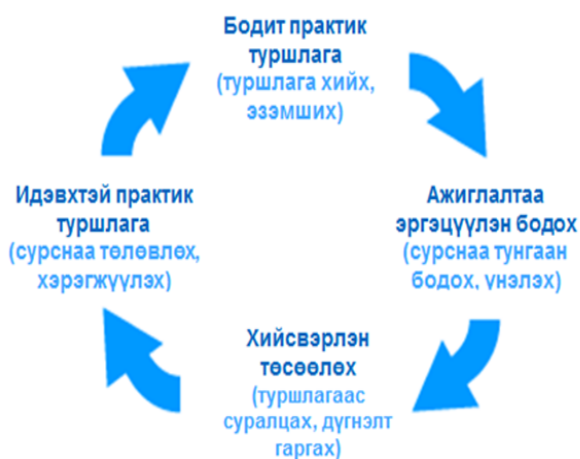 Бодит практик
туршлага
(туршлага хийх,
эзэмших)
Ажиглалтаа
эргэцүүлэн бодох
(сурснаа тунгаан
бодох, үнэлэх)
Хийсвэрлэн
төсөөлөх
(туршлагаас
суралцах, дүгнэлт
гаргах)
Идэвхтэй практик
туршлага
(сурснаа төлөвлөх,
хэрэгжүүлэх)